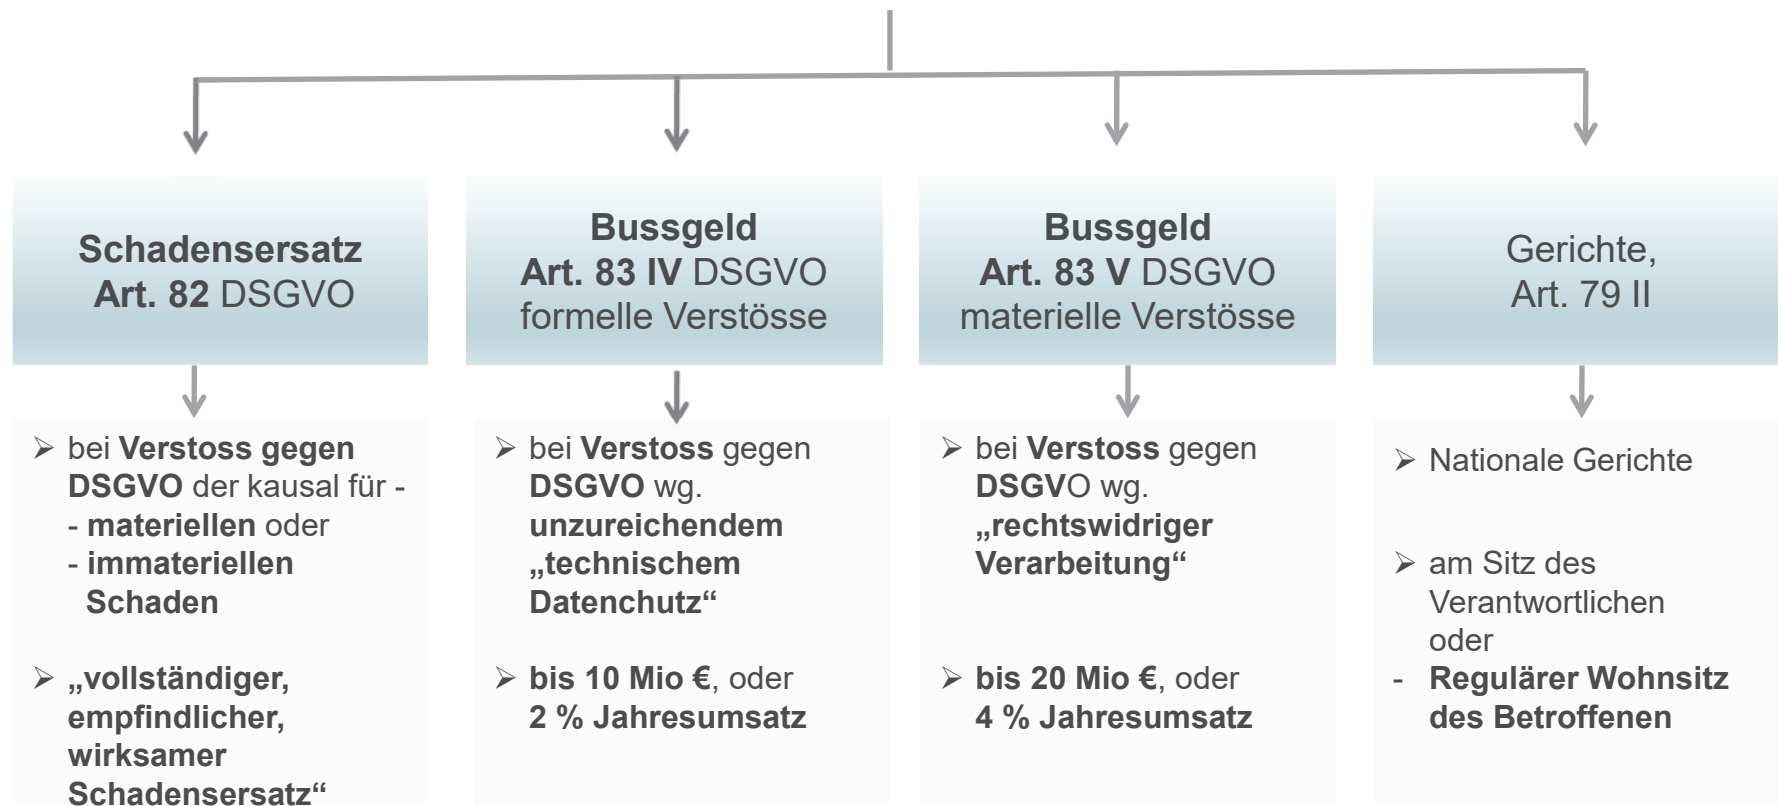 Schadensersatz
Art. 82 DSGVO
Bussgeld
Art. 83 IV DSGVO
formelle Verstösse
Bussgeld
Art. 83 V DSGVO
materielle Verstösse
Gerichte,
Art. 79 II
➢ bei Verstoss gegen
DSGVO der kausal für -
- materiellen oder
- immateriellen
Schaden
➢ „vollständiger,
empfindlicher,
wirksamer
Schadensersatz“
➢ bei Verstoss gegen
DSGVO wg.
unzureichendem
„technischem
Datenchutz“
➢ bis 10 Mio €, oder
2 % Jahresumsatz
➢ bei Verstoss gegen
DSGVO wg.
„rechtswidriger
Verarbeitung“
➢ bis 20 Mio €, oder
4 % Jahresumsatz
➢ Nationale Gerichte
➢ am Sitz des
Verantwortlichen
oder
- Regulärer Wohnsitz
des Betroffenen